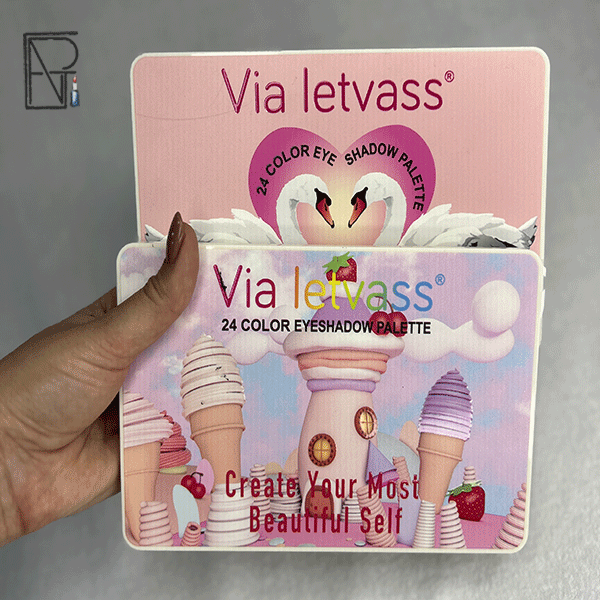 Via letvass®
24 COLOR EYE SHADOW PALETTE
Via letvass®
24 COLOR EYESHADOW PALETTE
Create Your Most
Beautiful Self